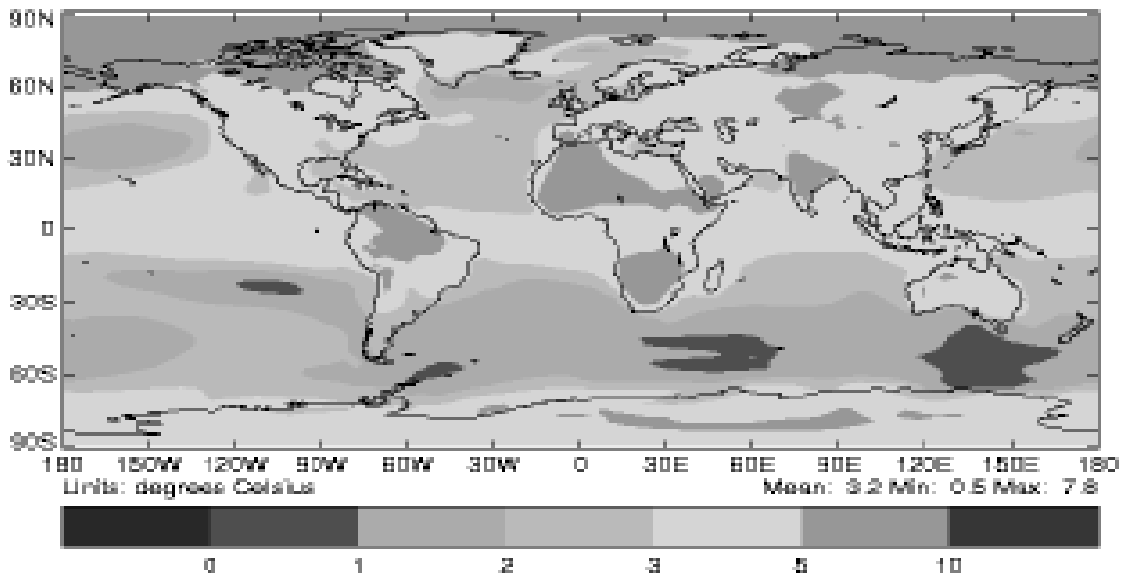 90N
60N
30N
0
30S
60S
90S
180 150W 120W 90W 60W 30W 0 30E 60E 90E 120E 150E 180
Units: degrees Celsius Mean: 3.2 Min: 0.5 Max: 7.8
0 1 2 3 5 10